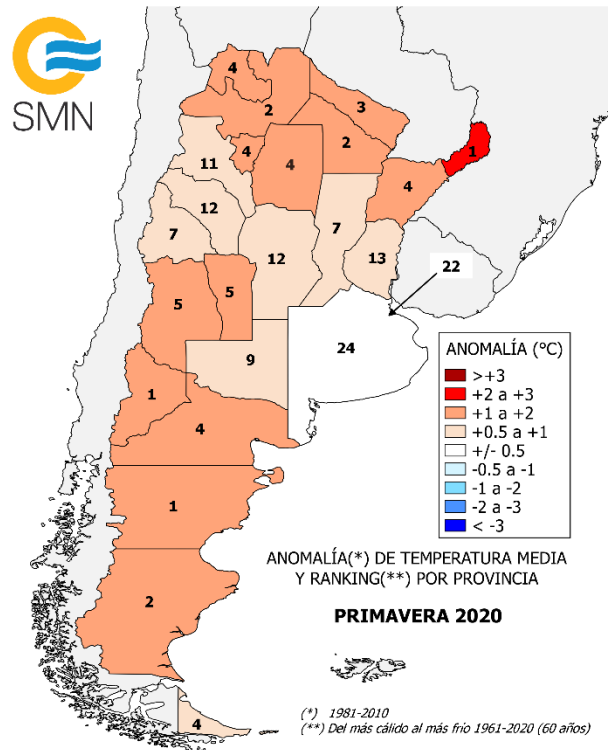 SMN
4
3
2
2
4
1
11
4
4
12
7
7
12
13
22
5
5
24
9
1
4
1
2
4
ANOMALÍA (°C)
>+3
+2 a +3
+1 a +2
+0.5 a +1
+/- 0.5
-0.5 a -1
-1 a -2
-2 a -3
< -3
ANOMALÍA(*) DE TEMPERATURA MEDIA
Y RANKING(**) POR PROVINCIA
PRIMAVERA 2020
(*) 1981-2010
(**) Del más cálido al más frío 1961-2020 (60 años)